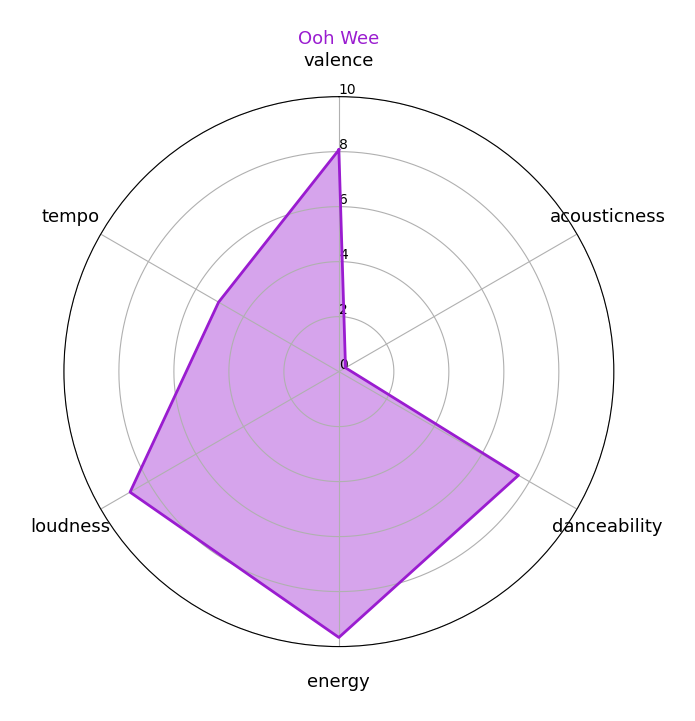 Ooh Wee
valence
10
8
tempo
6
acousticness
4
2
0
loudness
danceability
energy